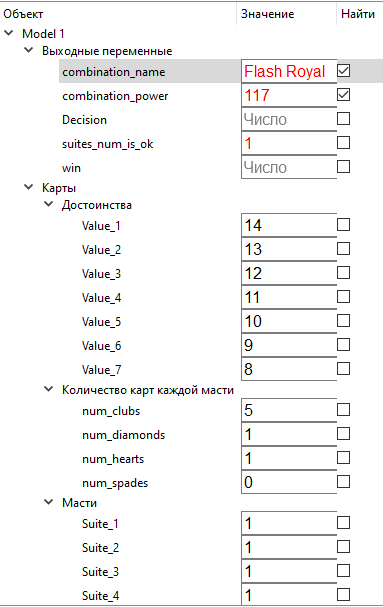 Объект Значение Найти
Model 1
Выходные переменные
combination_name Flash Royal
combination_power 117
Decision Число
suites_num_is_ok 1
win Число
Карты
Достоинства
Value_1 14
Value_2 13
Value_3 12
Value_4 11
Value_5 10
Value_6 9
Value_7 8
Количество карт каждой масти
num_clubs 5
num_diamonds 1
num_hearts 1
num_spades 0
Масти
Suite_1 1
Suite_2 1
Suite_3 1
Suite_4 1